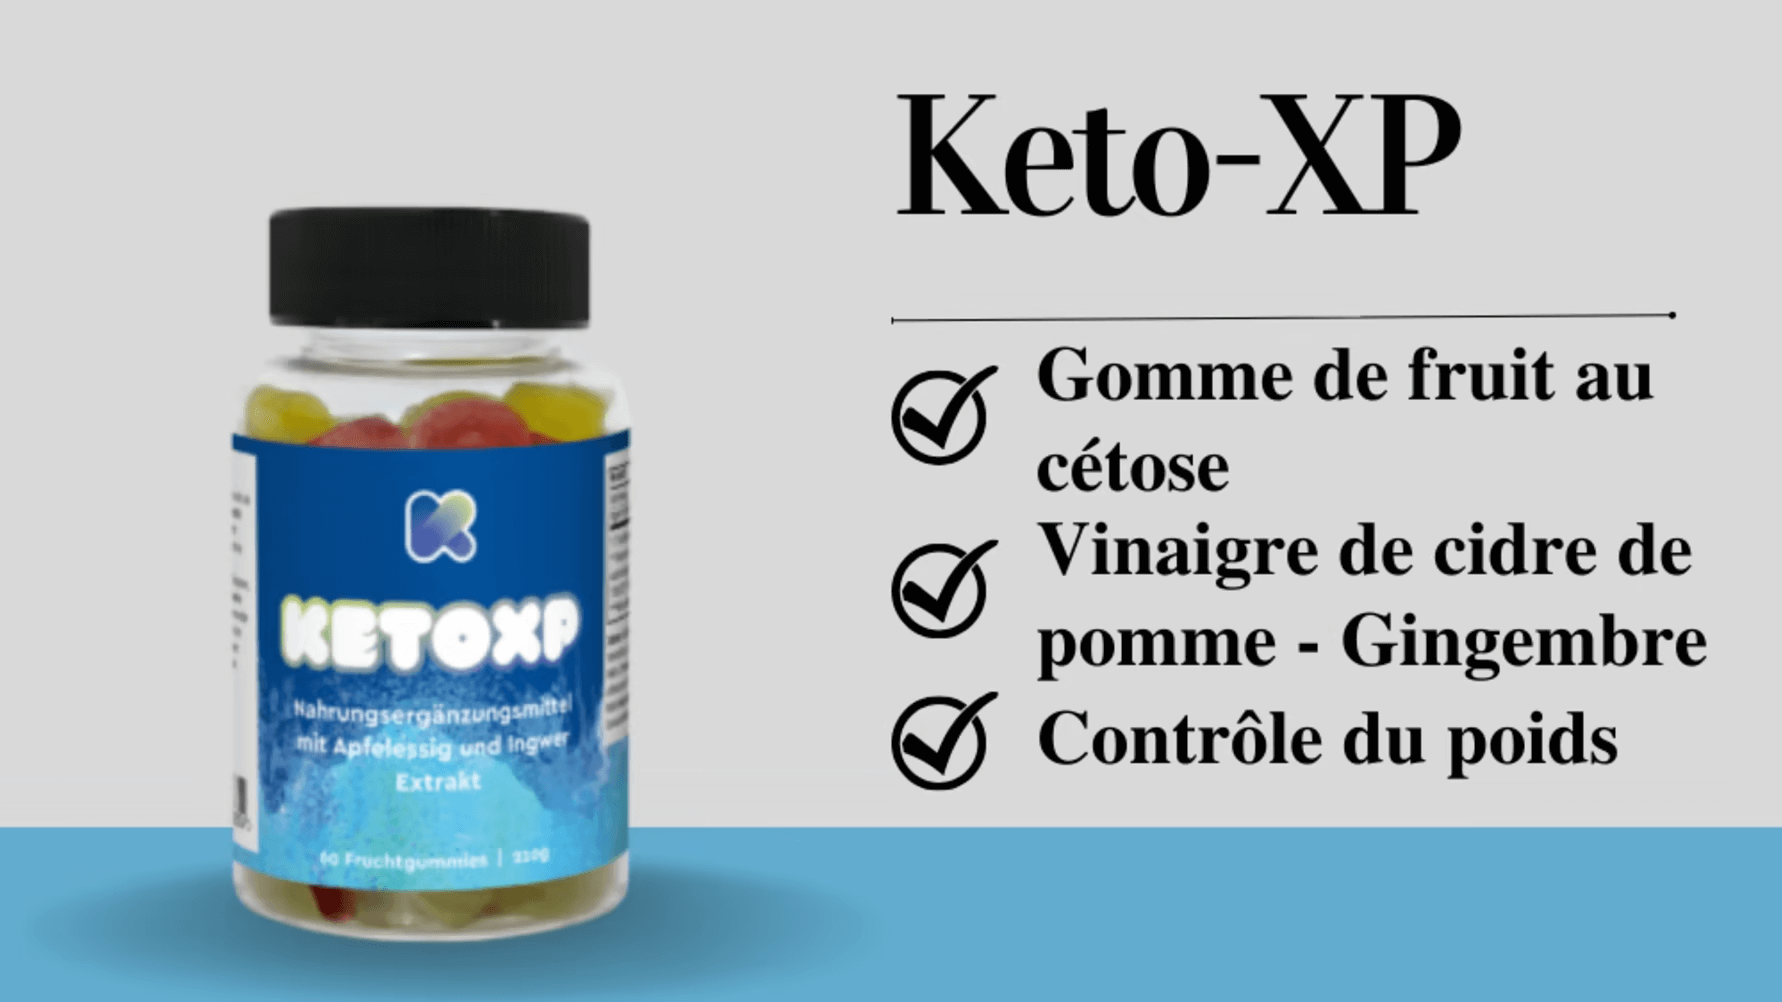 Keto-XP
Gomme de fruit au
cétose
Vinaigre de cidre de
pomme - Gingembre
Contrôle du poids
KETOXP
Nahrungsergänzungsmittel
mit Apfelessig und Ingwer
Extrakt
60 Fruchtgummies | 220g